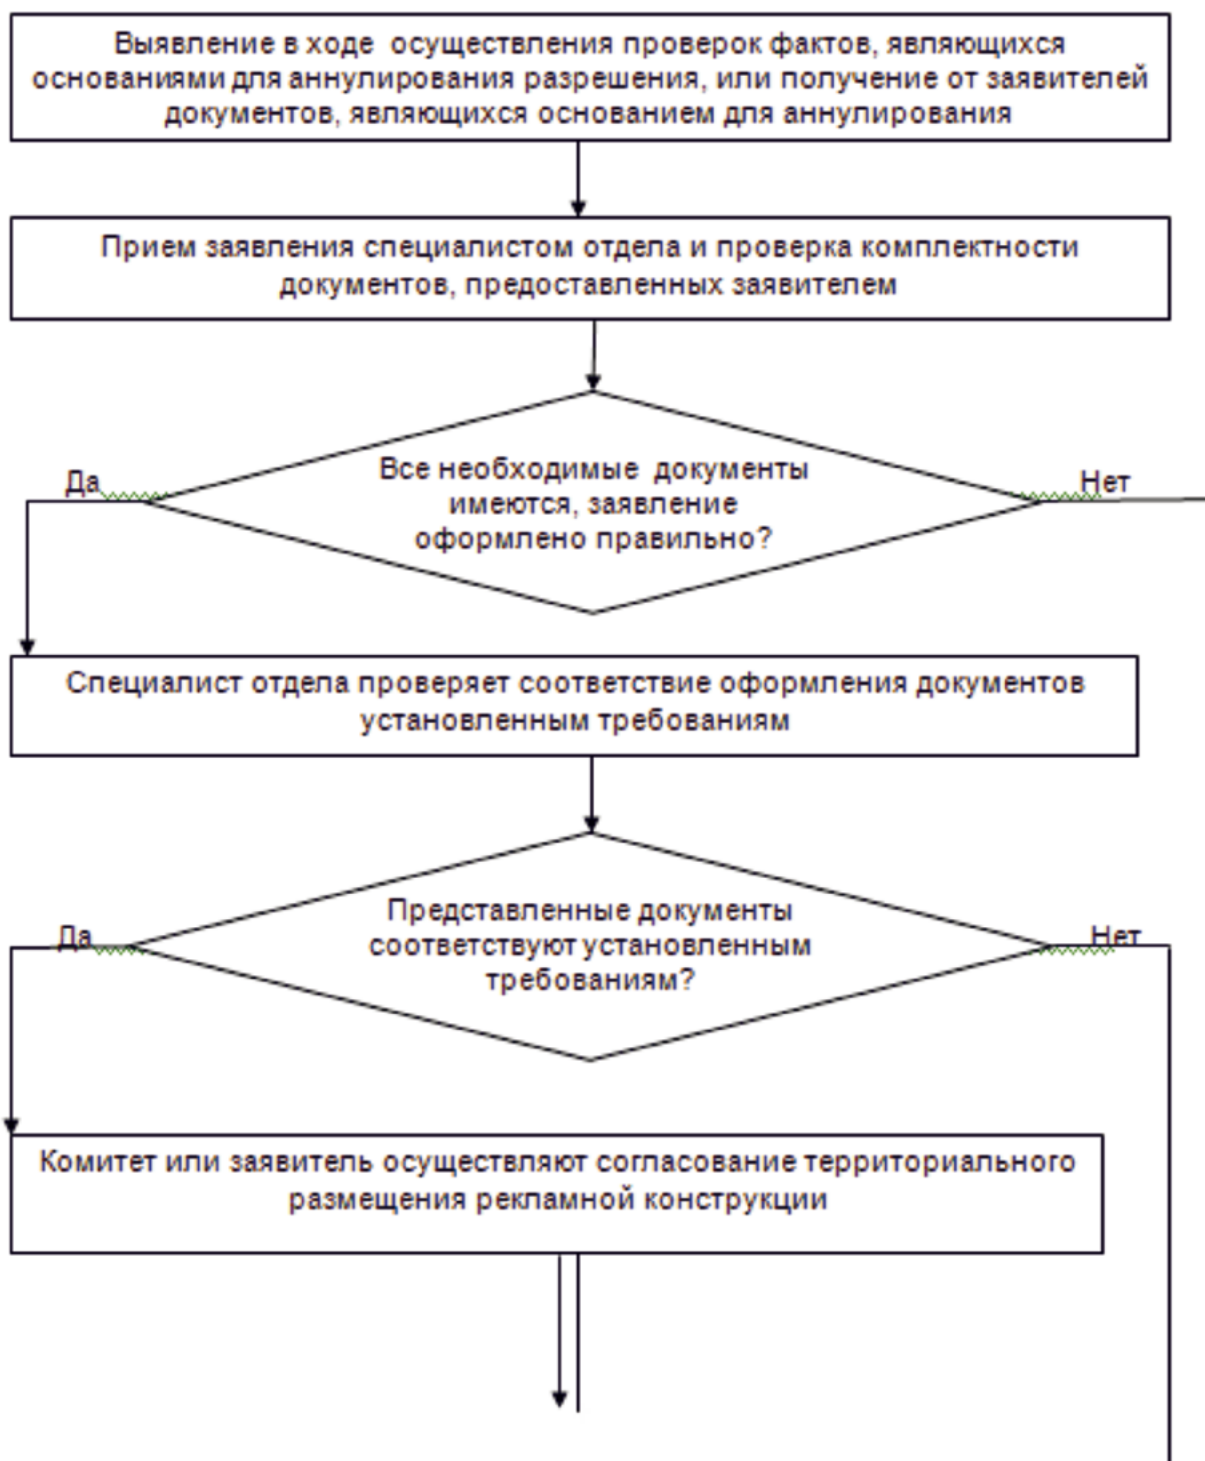 Выявление в ходе осуществления проверок фактов, являющихся
основаниями для аннулирования разрешения, или получение от заявителей
документов, являющихся основанием для аннулирования
Прием заявления специалистом отдела и проверка комплектности
документов, предоставленных заявителем
Да
Все необходимые документы
имеются, заявление
оформлено правильно?
Нет
Специалист отдела проверяет соответствие оформления документов
установленным требованиям
Да
Представленные документы
соответствуют установленным
требованиям?
Нет
Комитет или заявитель осуществляют согласование территориального
размещения рекламной конструкции